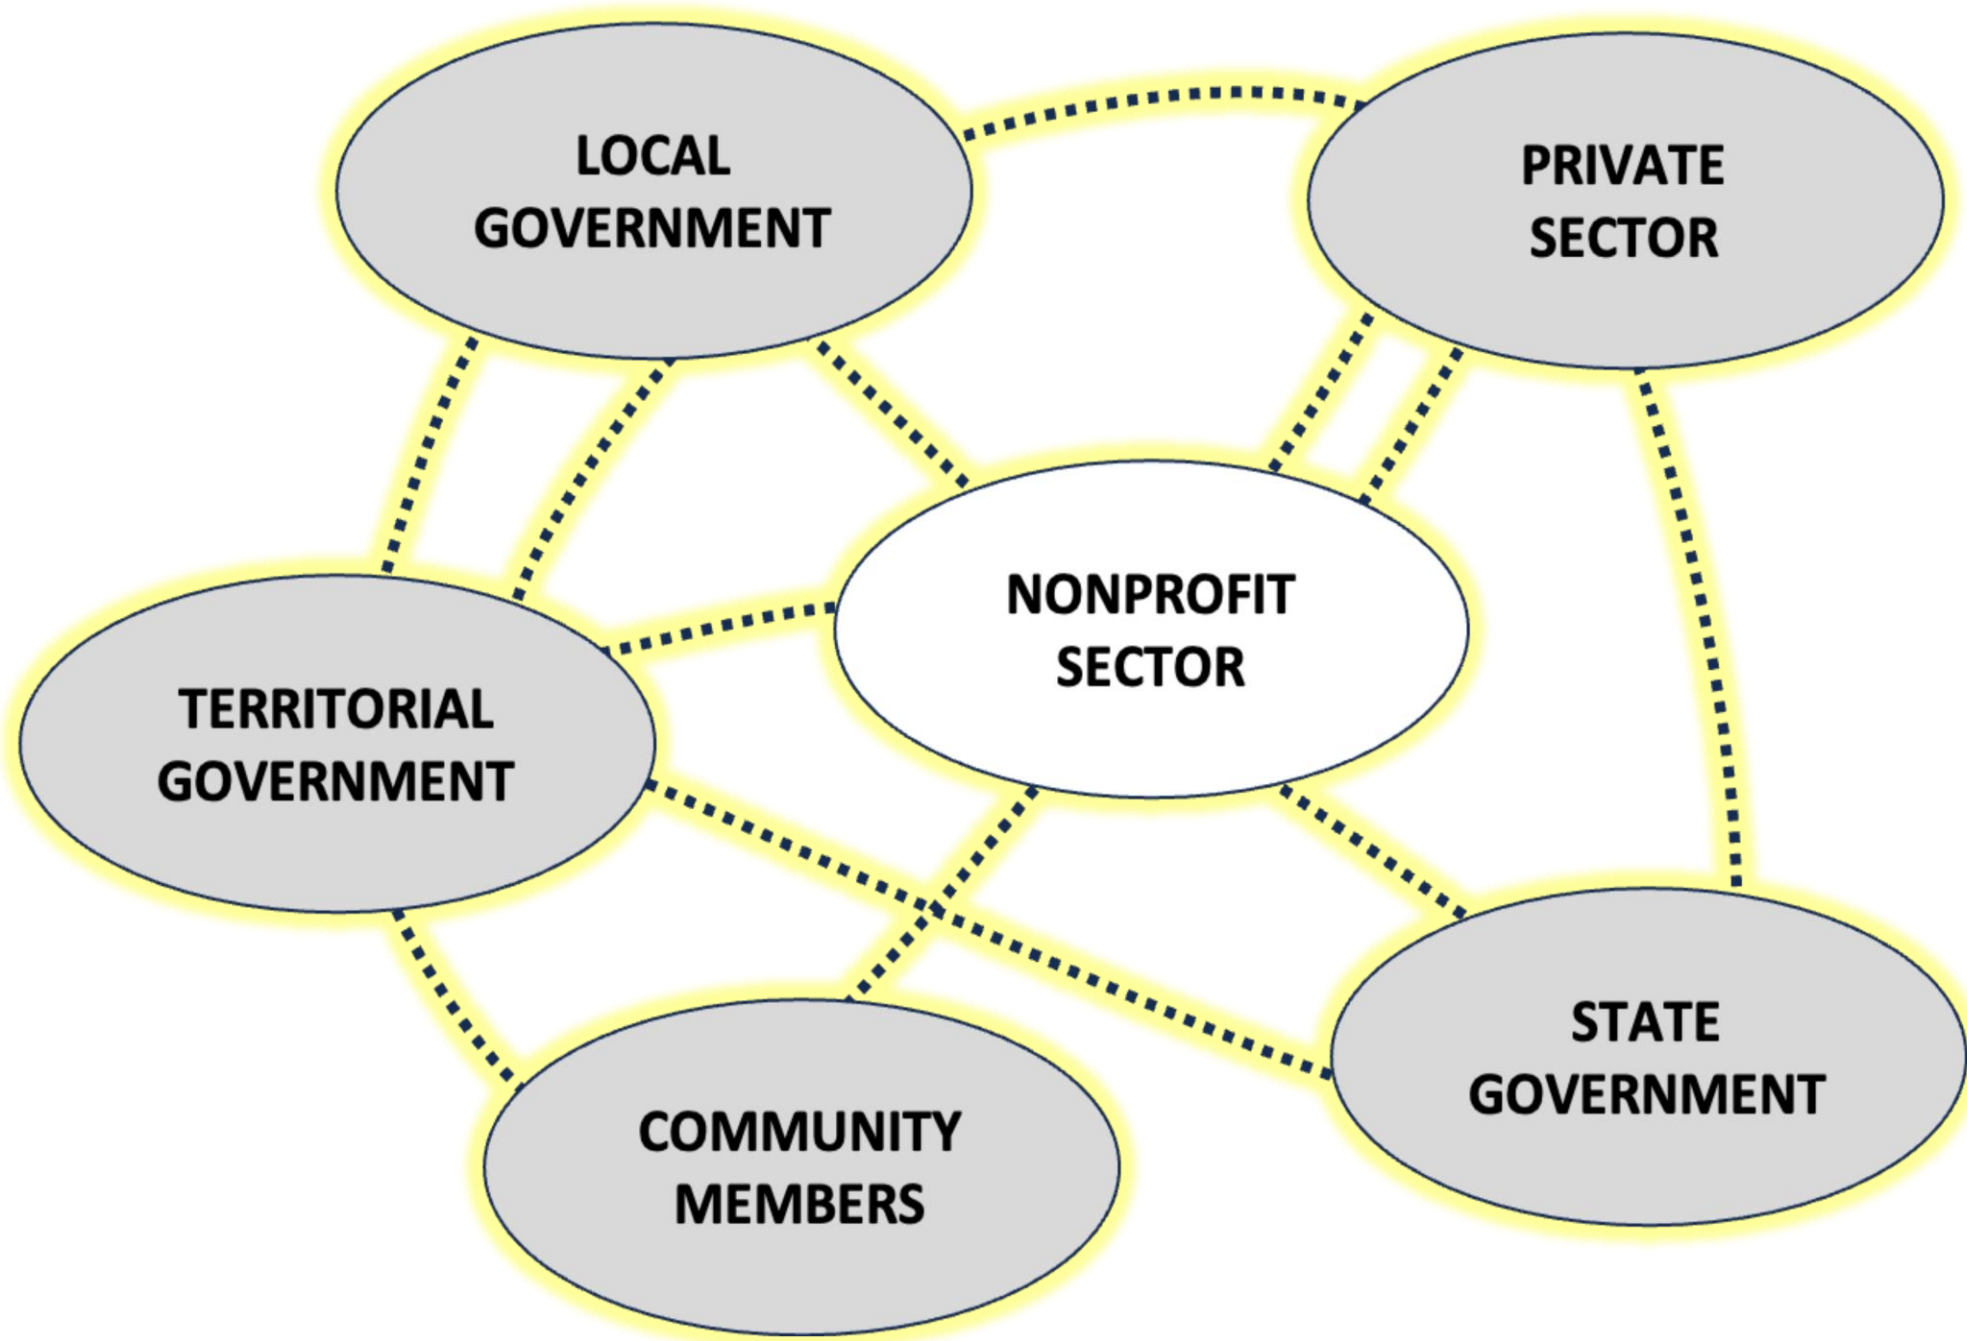 LOCAL
GOVERNMENT
PRIVATE
SECTOR
NONPROFIT
SECTOR
TERRITORIAL
GOVERNMENT
STATE
GOVERNMENT
COMMUNITY
MEMBERS